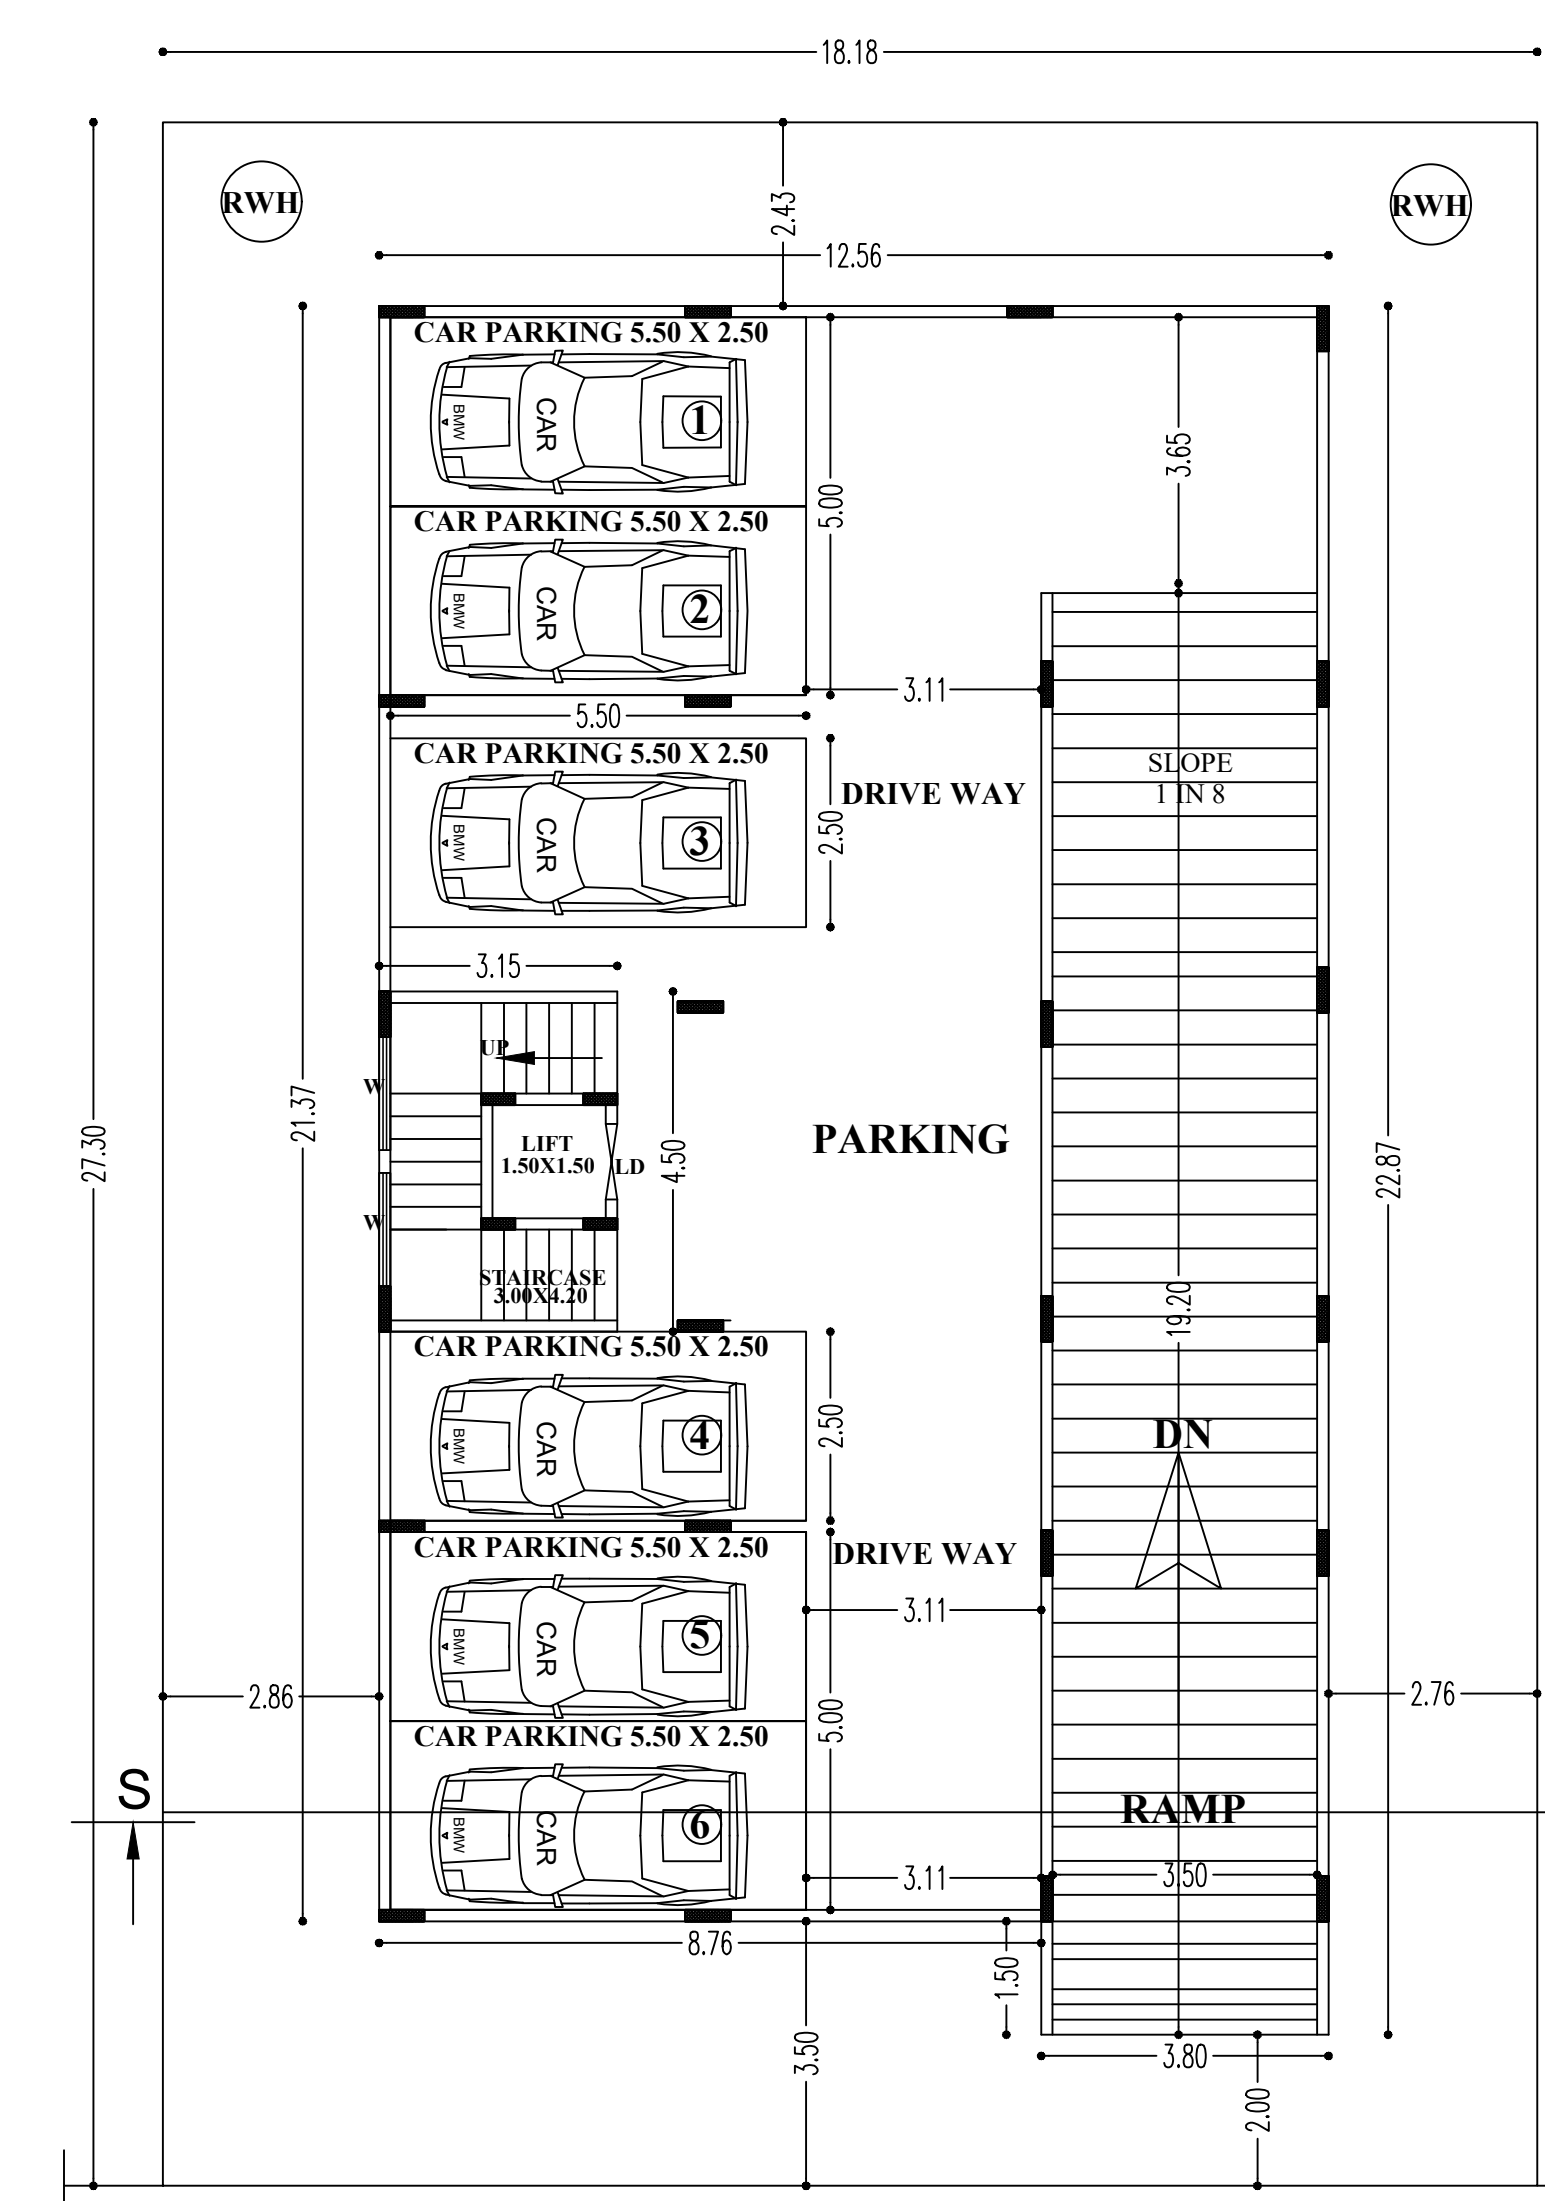 18.18
RWH
RWH
2.43
12.56
CAR PARKING 5.50 X 2.50
BMW
CAR
1
3.65
5.00
CAR PARKING 5.50 X 2.50
BMW
CAR
2
3.11
5.50
CAR PARKING 5.50 X 2.50
BMW
CAR
3
2.50
DRIVE WAY
SLOPE
1 IN 8
3.15
UP
W
21.37
27.30
LIFT
1.50X1.50
LD
4.50
PARKING
22.87
W
STAIRCASE
3.00X4.20
19.20
CAR PARKING 5.50 X 2.50
BMW
CAR
4
2.50
DN
CAR PARKING 5.50 X 2.50
DRIVE WAY
BMW
CAR
5
3.11
2.86
2.76
5.00
CAR PARKING 5.50 X 2.50
S
BMW
CAR
6
RAMP
3.11
3.50
8.76
1.50
3.50
3.80
2.00